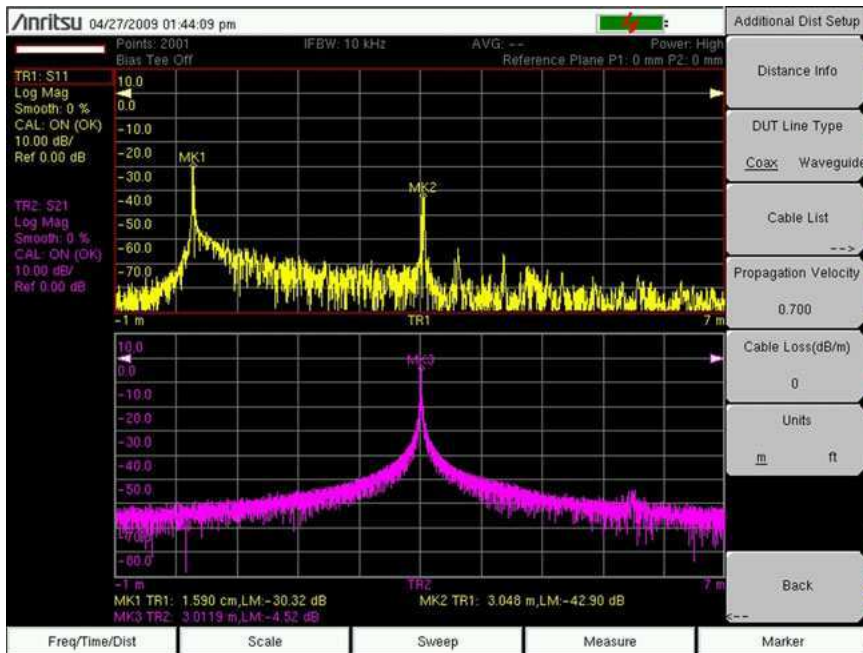 Anritsu 04/27/2009 01:44:09 pm
Additional Dist Setup
Points: 2001 IFBW: 10 kHz AVG: -- Power: High
Bias Tee Off Reference Plane P1: 0 mm P2: 0 mm
TR1: S11
Log Mag
Smooth: 0 %
CAL: ON (OK)
10.00 dB/
Ref 0.00 dB
TR2: S21
Log Mag
Smooth: 0 %
CAL: ON (OK)
10.00 dB/
Ref 0.00 dB
10.0
0.0
-10.0
-20.0
-30.0
-40.0
-50.0
-60.0
-70.0
MK1
MK2
-1 m TR1 7 m
10.0
0.0
-10.0
-20.0
-30.0
-40.0
-50.0
-70.0
-80.0
MK3
-1 m TR2 7 m
MK1 TR1: 1.590 cm,LM:-30.32 dB MK2 TR1: 3.048 m,LM:-42.90 dB
MK3 TR2: 3.0119 m,LM:-4.52 dB
Distance Info
DUT Line Type
Coax Waveguide
Cable List
-->
Propagation Velocity
0.700
Cable Loss(dB/m)
0
Units
m ft
Back
<--
Freq/Time/Dist Scale Sweep Measure Marker